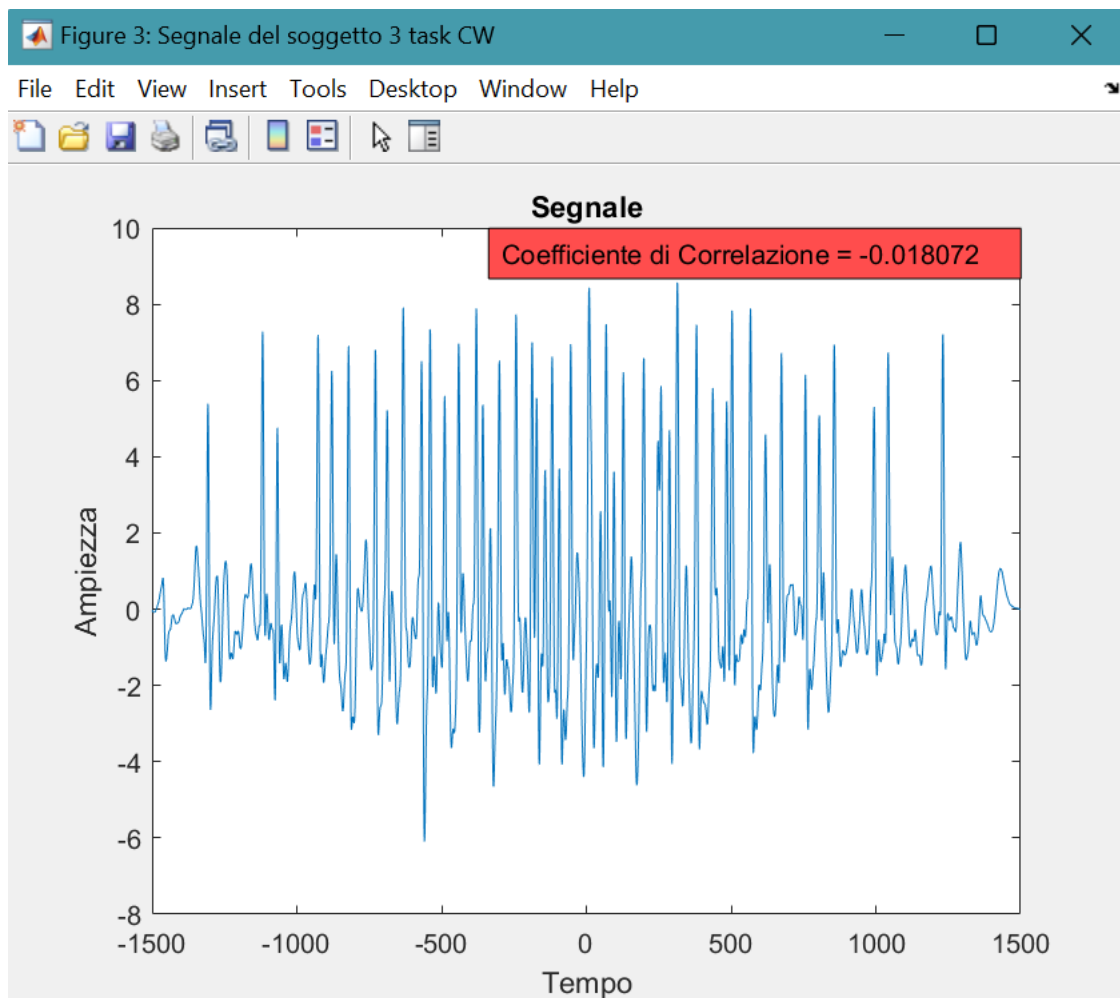 Figure 3: Segnale del soggetto 3 task CW
File Edit View Insert Tools Desktop Window Help
Segnale
Coefficiente di Correlazione = -0.018072
10
8
6
4
2
0
-2
-4
-6
-8
Ampiezza
-1500 -1000 -500 0 500 1000 1500
Tempo